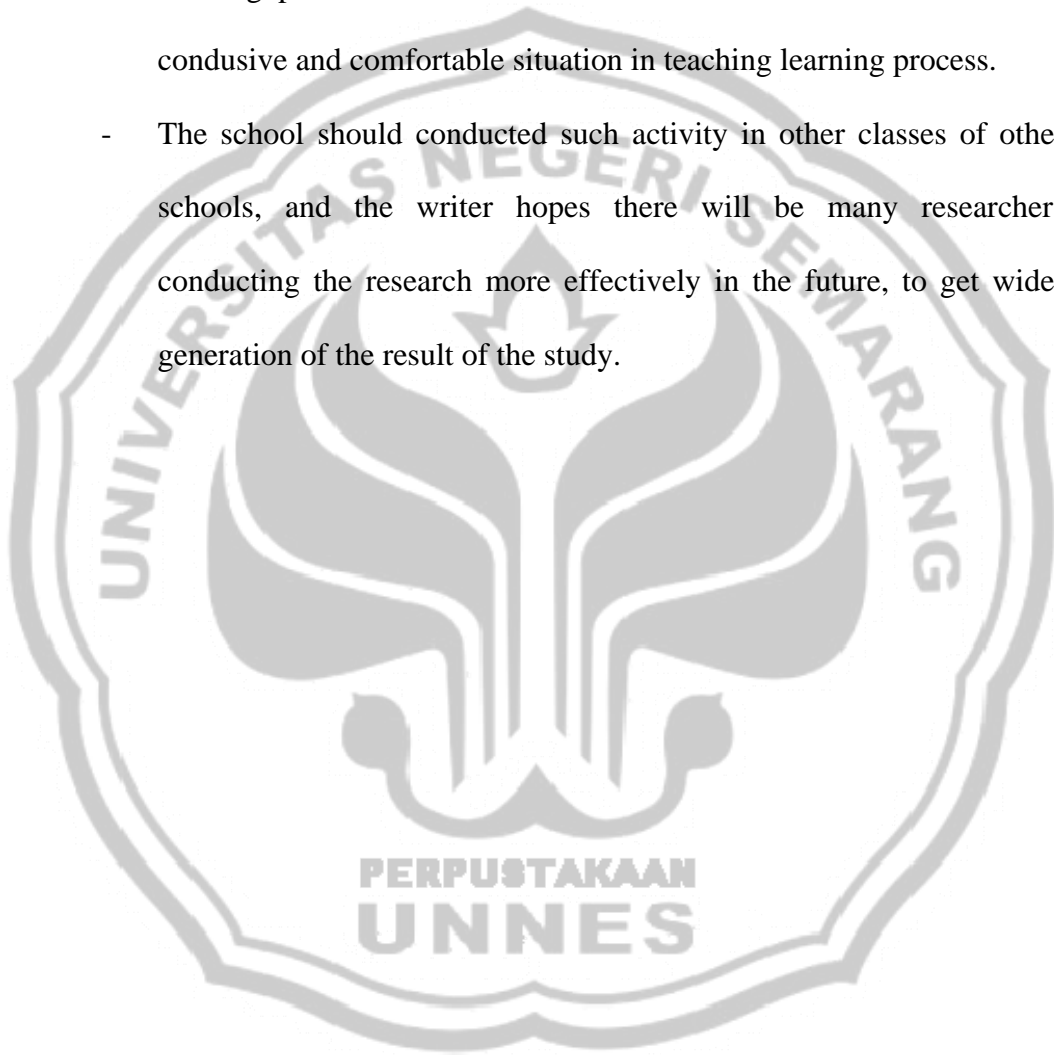 condusive and comfortable situation in teaching learning process.
- The school should conducted such activity in other classes of othe
schools, and the writer hopes there will be many researcher
conducting the research more effectively in the future, to get wide
generation of the result of the study.
UNIVERSITAS NEGERI SEMARANG
PERPUSTAKAAN
UNNES